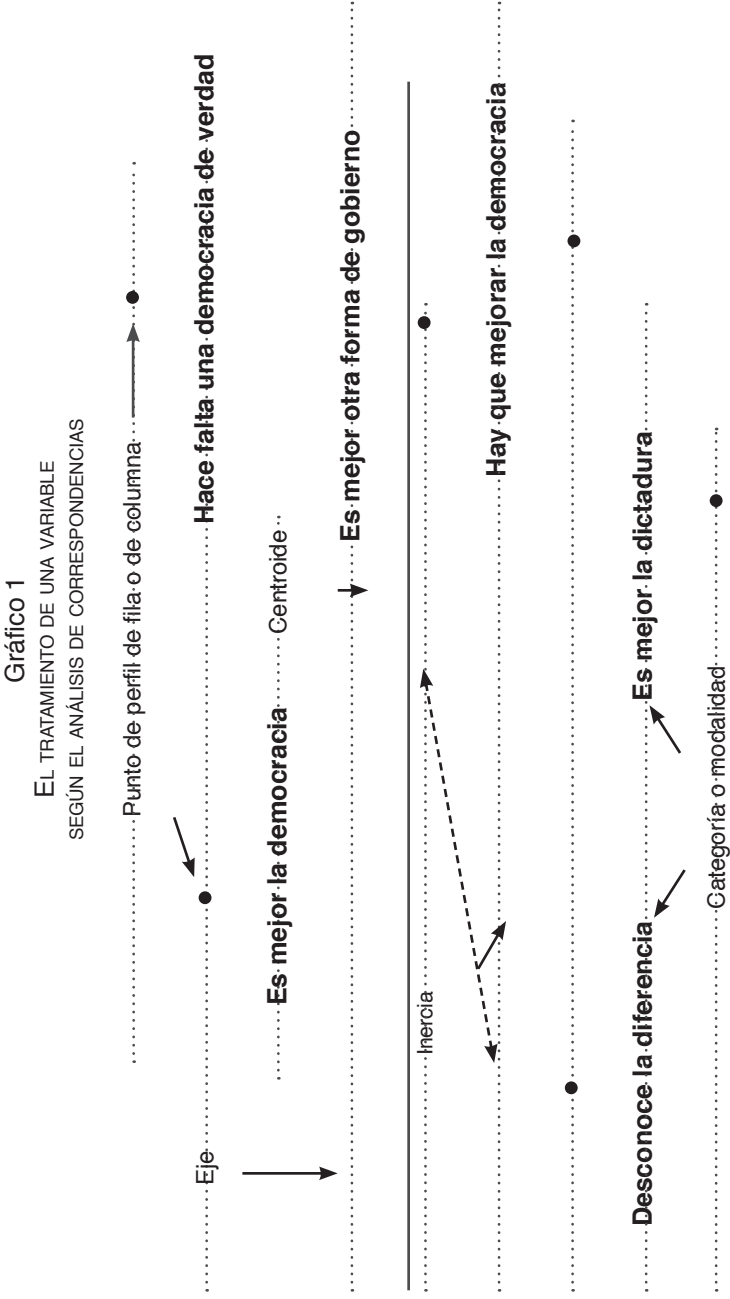 Gráfico 1
EL TRATAMIENTO DE UNA VARIABLE
SEGÚN EL ANÁLISIS DE CORRESPONDENCIAS
Punto de perfil de fila o de columna
Eje
Hace falta una democracia de verdad
Es mejor la democracia
Centroide
Es mejor otra forma de gobierno
Inercia
Hay que mejorar la democracia
Desconoce la diferencia
Es mejor la dictadura
Categoría o modalidad